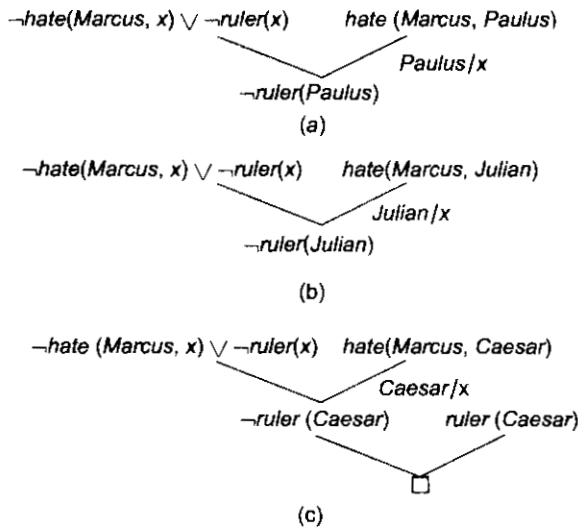 ¬hate(Marcus, x) ∨ ¬ruler(x) hate (Marcus, Paulus)
Paulus/x
¬ruler(Paulus)
(a)
¬hate(Marcus, x) ∨ ¬ruler(x) hate(Marcus, Julian)
Julian/x
¬ruler(Julian)
(b)
¬hate (Marcus, x) ∨ ¬ruler(x) hate(Marcus, Caesar)
Caesar/x
¬ruler (Caesar) ruler (Caesar)
(c)